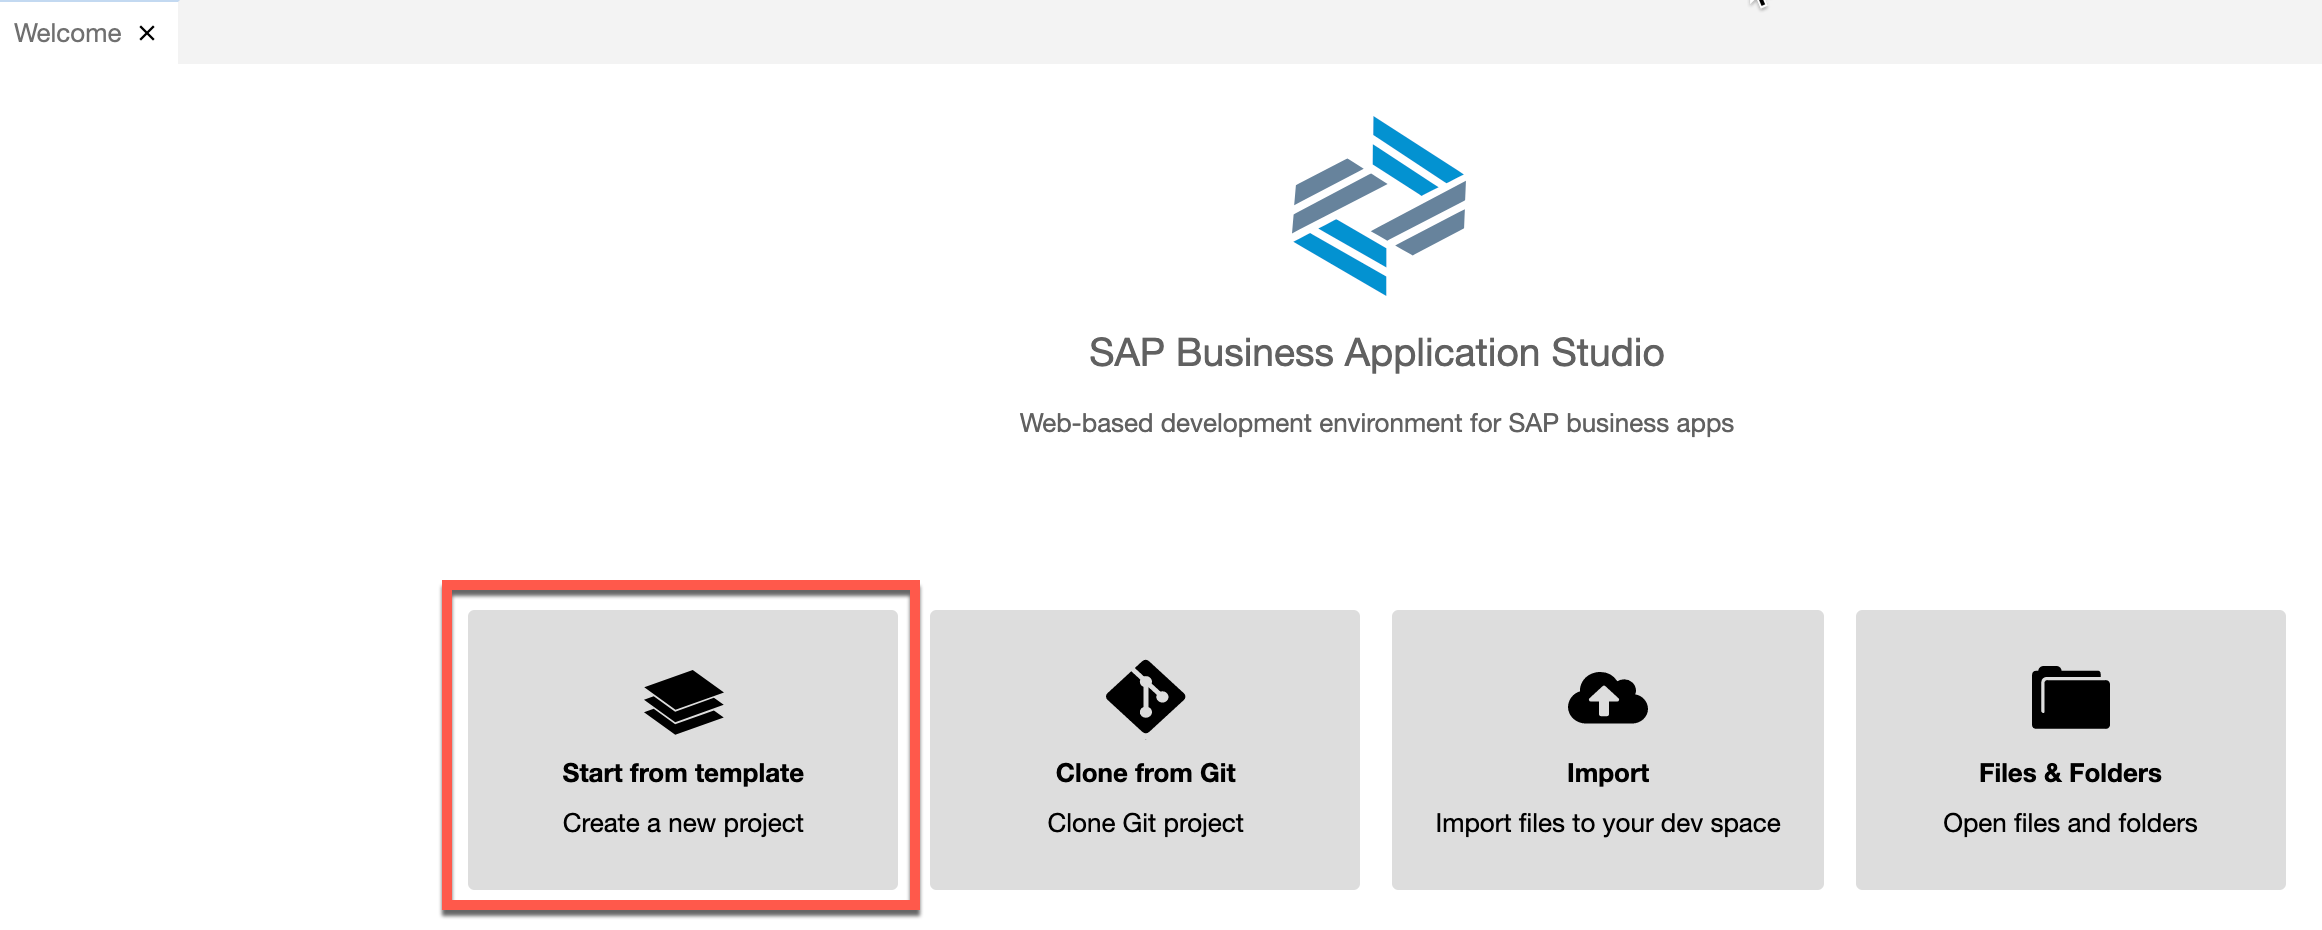 Welcome
SAP Business Application Studio
Web-based development environment for SAP business apps
Start from template
Create a new project
Clone from Git
Clone Git project
Import
Import files to your dev space
Files & Folders
Open files and folders